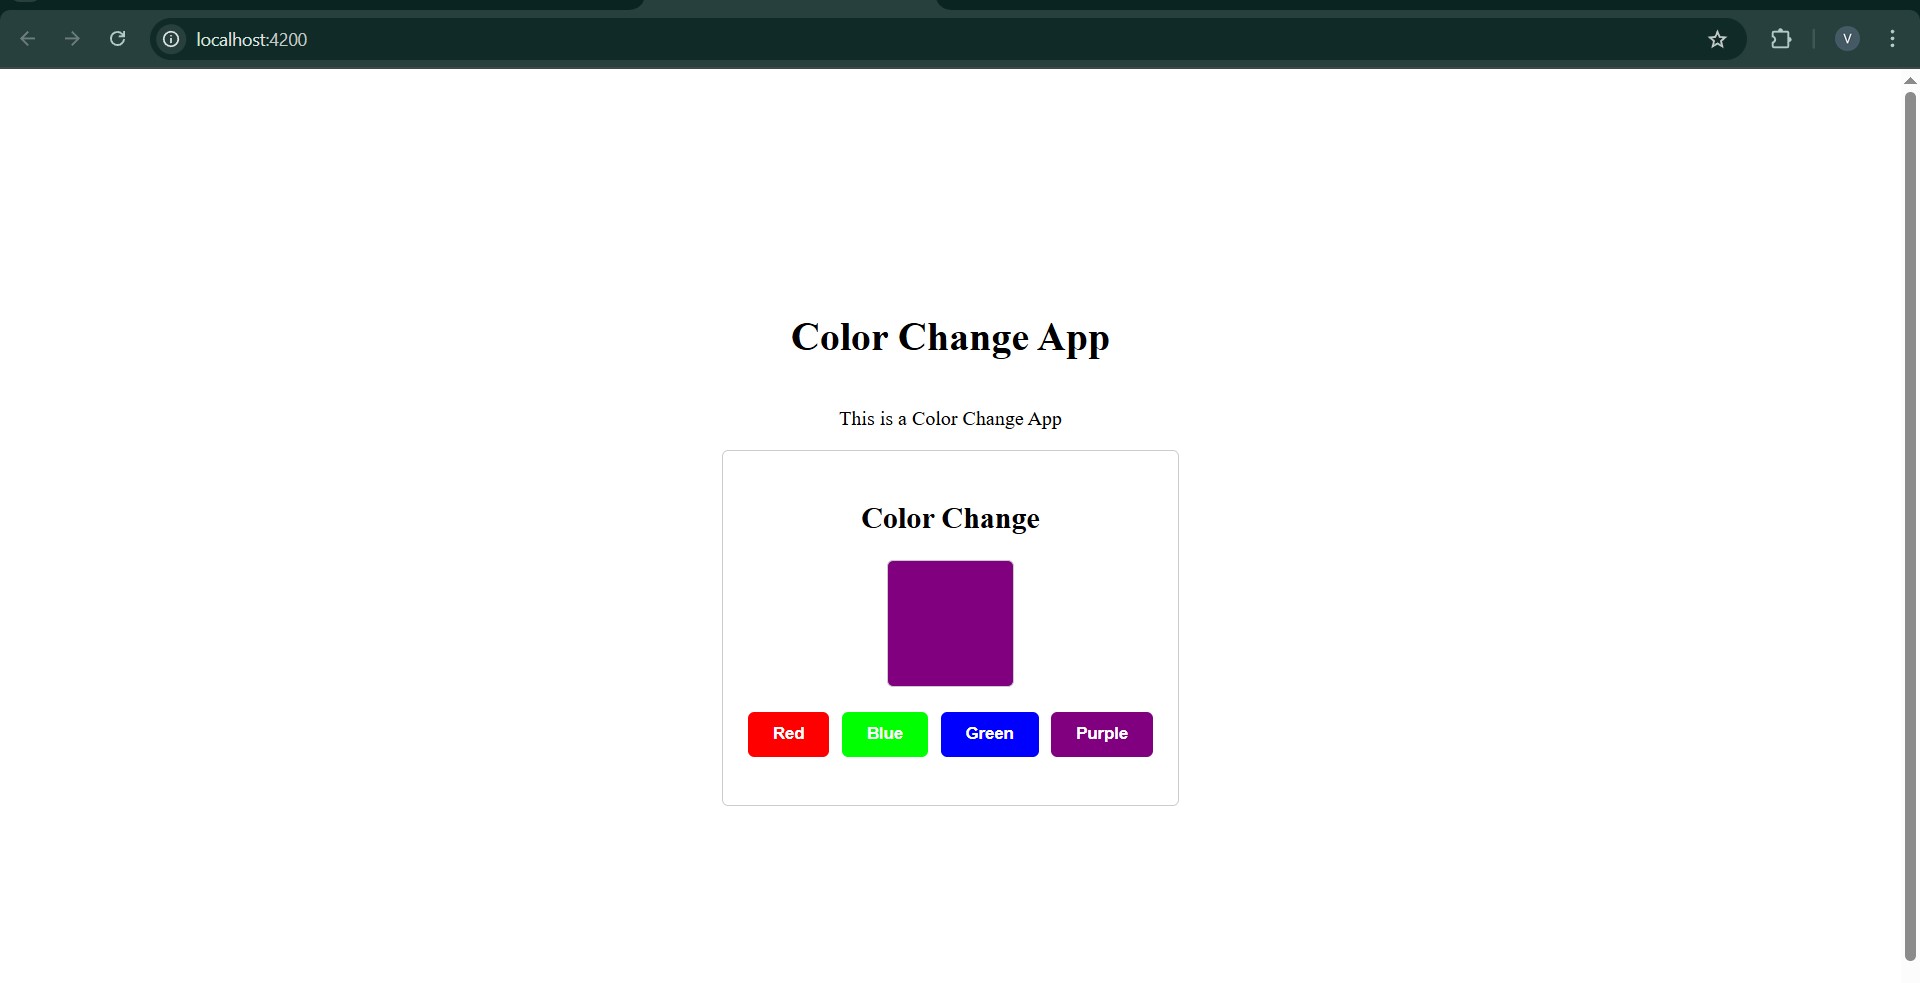 localhost:4200
V
Color Change App
This is a Color Change App
Color Change
Red Blue Green Purple